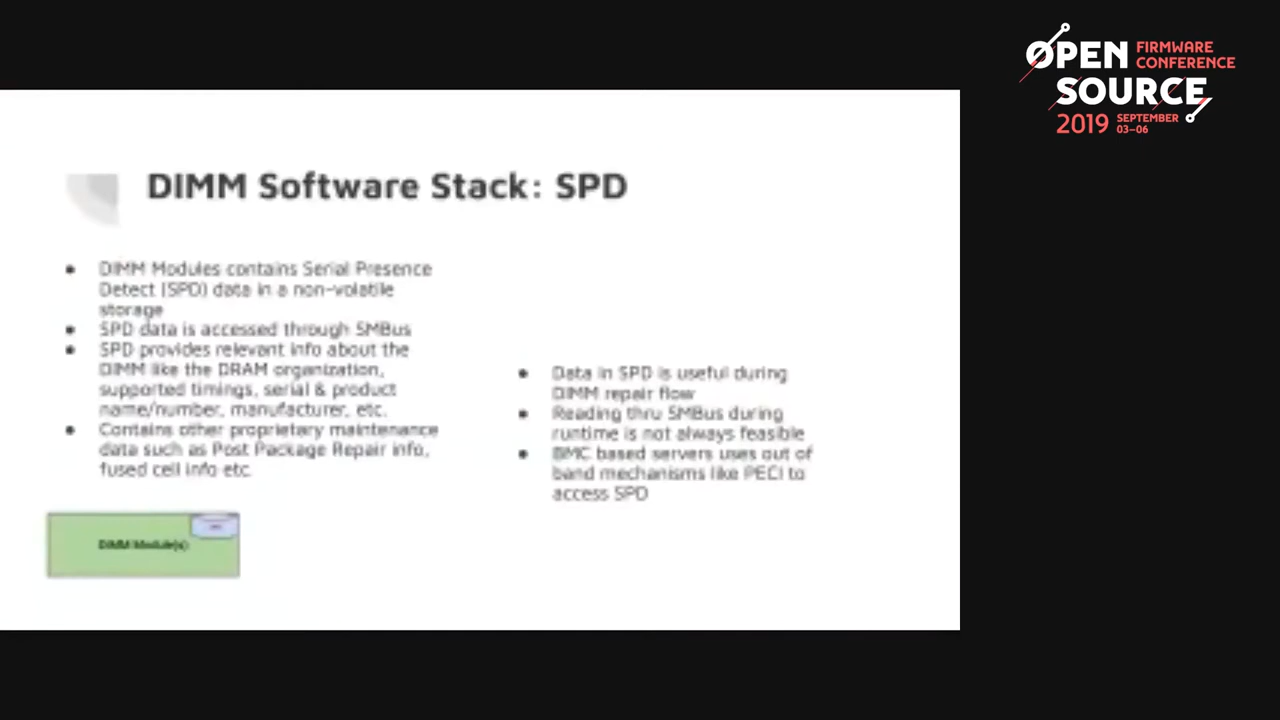 OPEN FIRMWARE
CONFERENCE
SOURCE
2019 SEPTEMBER
03–06
DIMM Software Stack: SPD
● DIMM Modules contains Serial Presence
Detect (SPD) data in a non-volatile
storage
● SPD data is accessed through SMBus
● SPD provides relevant info about the
DIMM like the DRAM organization,
supported timings, serial & product
name/number, manufacturer, etc.
● Contains other proprietary maintenance
data such as Post Package Repair info,
fused cell info etc.
● Data in SPD is useful during
DIMM repair flow
● Reading thru SMBus during
runtime is not always feasible
● BMC based servers uses out of
band mechanisms like PECI to
access SPD
DIMM Module(s)